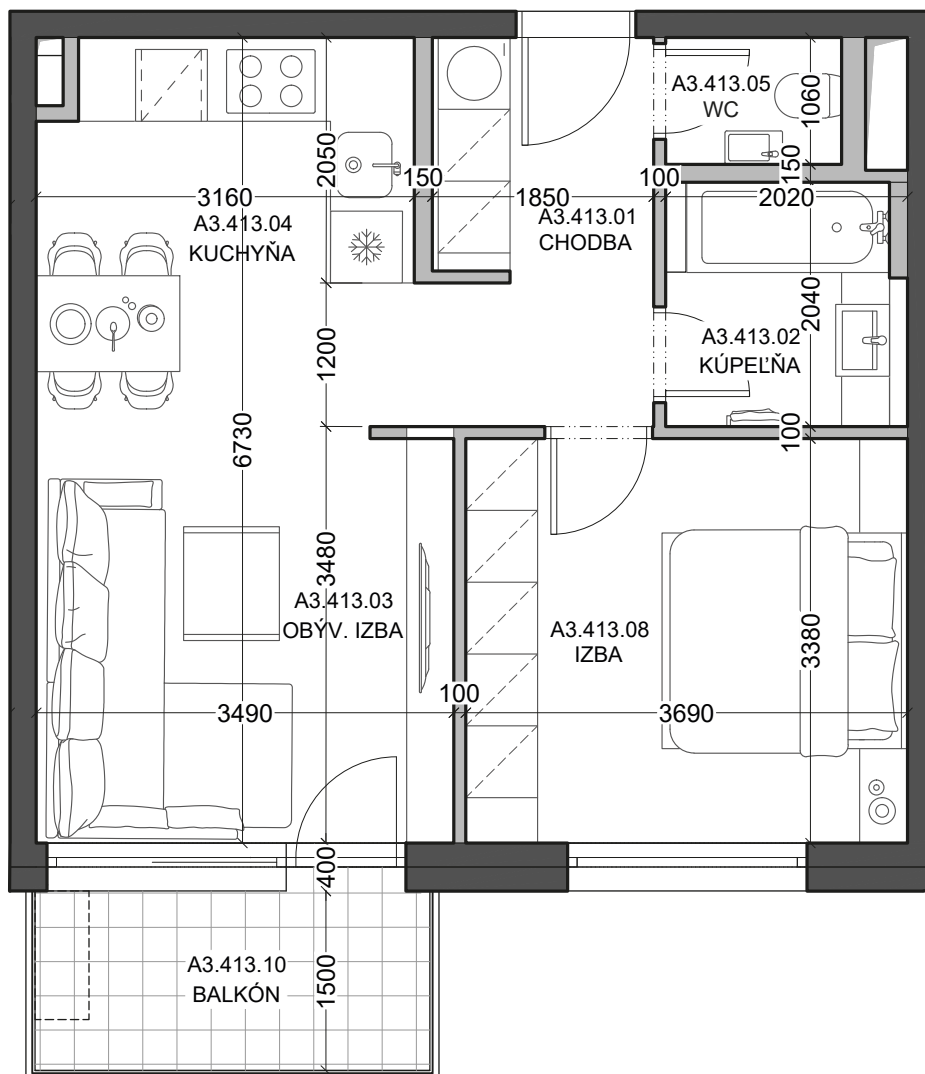 A3.413.05
WC
1060
2050
150
3160
150
1850
100
2020
A3.413.04
KUCHYŇA
A3.413.01
CHODBA
2040
A3.413.02
KÚPEĽŇA
1200
6730
100
3480
A3.413.03
OBÝV. IZBA
A3.413.08
IZBA
3380
100
3490
3690
400
A3.413.10
BALKÓN
1500